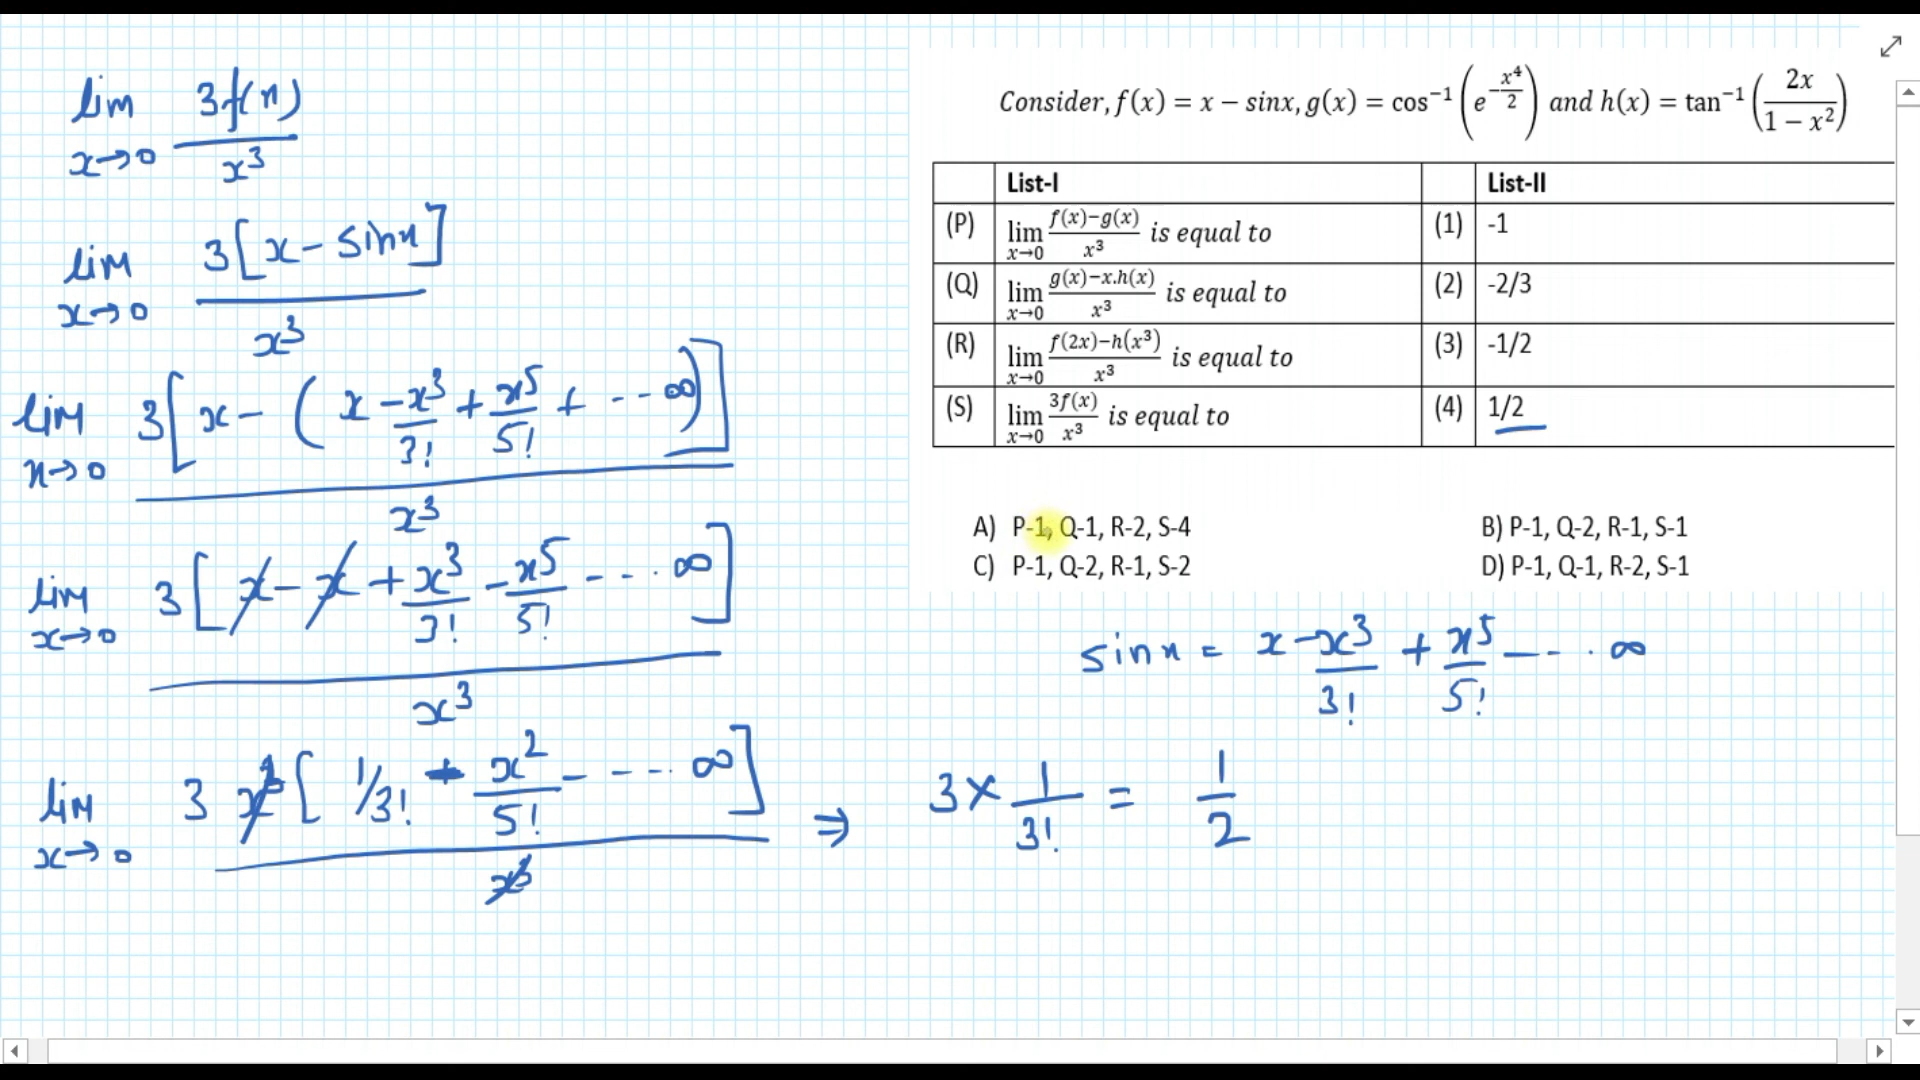 lim 3f(x)
x→0 x³
lim 3[x - sinx]
x→0 x³
lim 3[x - (x - x³/3! + x⁵/5! + - - ∞)]
x→0 x³
lim 3[x - x + x³/3! - x⁵/5! - - - . ∞]
x→0 x³
lim 3 x³[1/3! - x²/5! - - - - . ∞]
x→0 x³
⇒ 3 × 1/3! = 1/2
Consider, f(x) = x − sinx, g(x) = cos⁻¹(e^(−x⁴/2)) and h(x) = tan⁻¹(2x/(1 − x²))
List-I List-II
(P) lim x→0 (f(x)−g(x))/x³ is equal to (1) -1
(Q) lim x→0 (g(x)−x.h(x))/x³ is equal to (2) -2/3
(R) lim x→0 (f(2x)−h(x³))/x³ is equal to (3) -1/2
(S) lim x→0 3f(x)/x³ is equal to (4) 1/2
A) P-1, Q-1, R-2, S-4 B) P-1, Q-2, R-1, S-1
C) P-1, Q-2, R-1, S-2 D) P-1, Q-1, R-2, S-1
sinx = x - x³/3! + x⁵/5! - - - . ∞